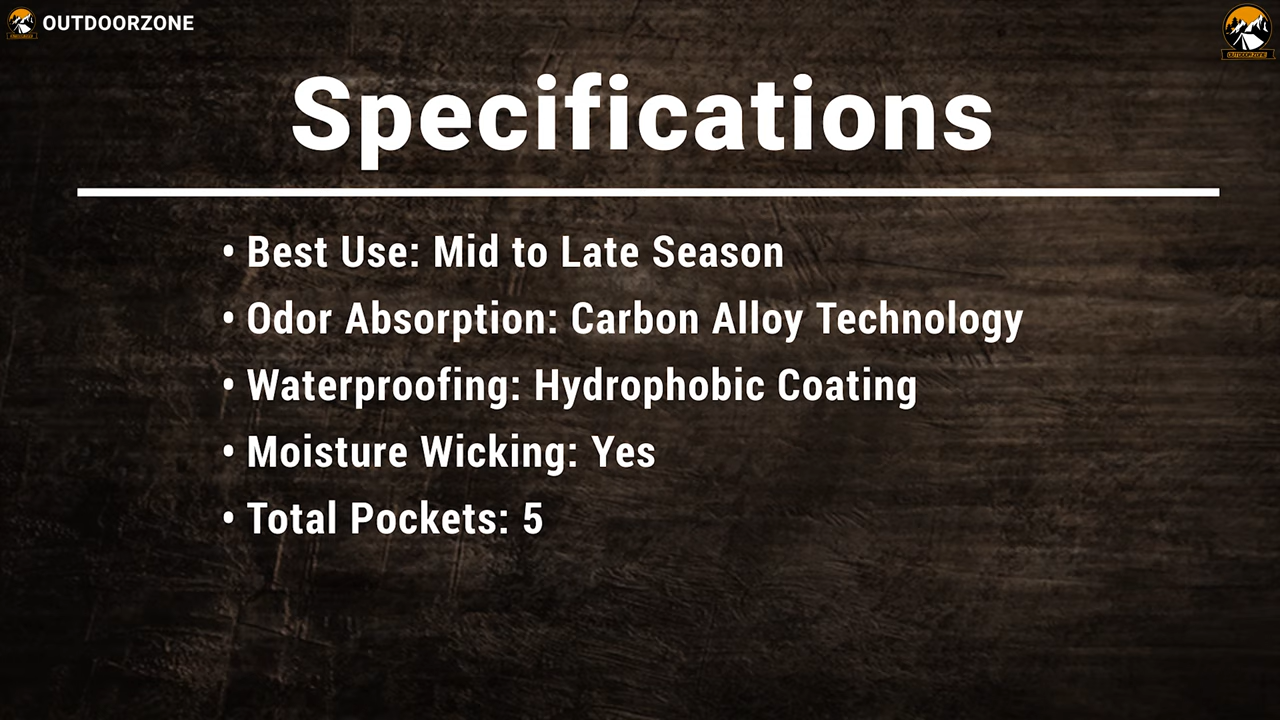 OUTDOORZONE
OUTDOORZONE
Specifications
• Best Use: Mid to Late Season
• Odor Absorption: Carbon Alloy Technology
• Waterproofing: Hydrophobic Coating
• Moisture Wicking: Yes
• Total Pockets: 5